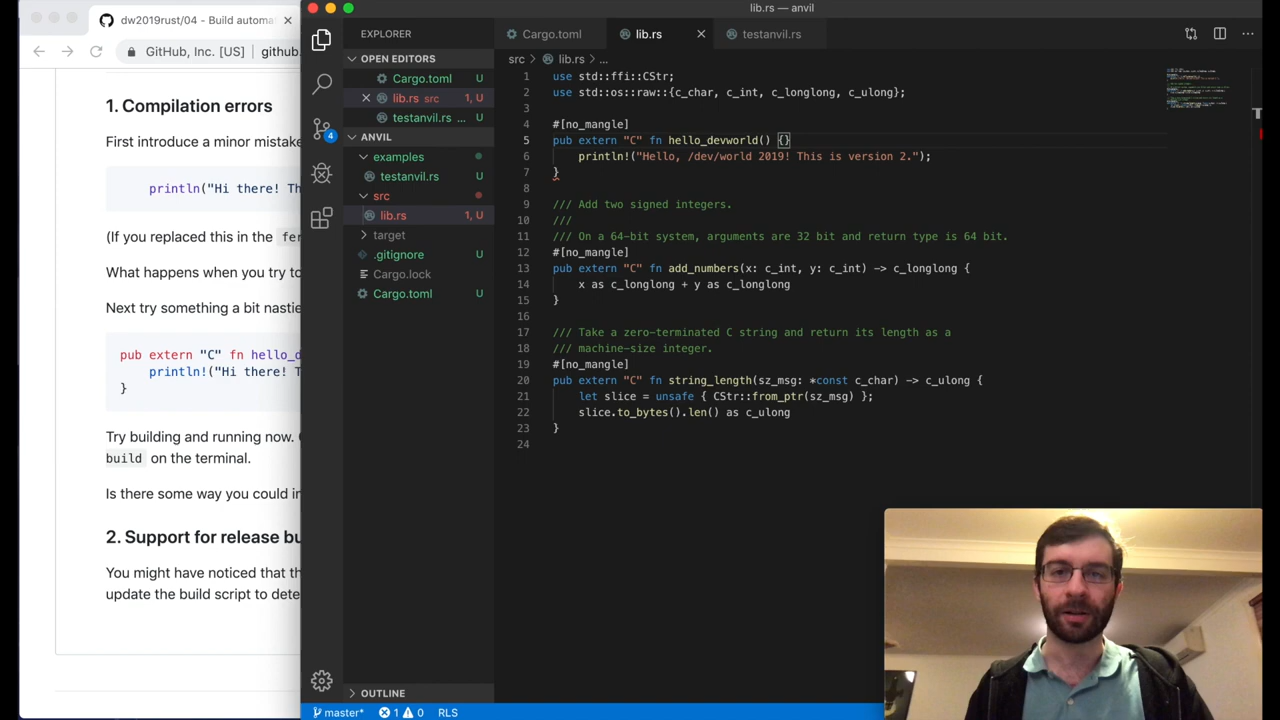 lib.rs — anvil
dw2019rust/04 - Build automa
GitHub, Inc. [US]
github.
1. Compilation errors
First introduce a minor mistake
println("Hi there! Th
(If you replaced this in the fer
What happens when you try to
Next try something a bit nastie
pub extern "C" fn hello_d
println!("Hi there! T
}
Try building and running now.
build on the terminal.
Is there some way you could in
2. Support for release bu
You might have noticed that th
update the build script to dete
EXPLORER
OPEN EDITORS
Cargo.toml U
lib.rs src 1, U
testanvil.rs ... U
ANVIL
examples
testanvil.rs U
src
lib.rs 1, U
target
.gitignore U
Cargo.lock
Cargo.toml U
OUTLINE
4
Cargo.toml
lib.rs
testanvil.rs
src > lib.rs > ...
1 use std::ffi::CStr;
2 use std::os::raw::{c_char, c_int, c_longlong, c_ulong};
3
4 #[no_mangle]
5 pub extern "C" fn hello_devworld() {}
6 println!("Hello, /dev/world 2019! This is version 2.");
7 }
8
9 /// Add two signed integers.
10 ///
11 /// On a 64-bit system, arguments are 32 bit and return type is 64 bit.
12 #[no_mangle]
13 pub extern "C" fn add_numbers(x: c_int, y: c_int) -> c_longlong {
14 x as c_longlong + y as c_longlong
15 }
16
17 /// Take a zero-terminated C string and return its length as a
18 /// machine-size integer.
19 #[no_mangle]
20 pub extern "C" fn string_length(sz_msg: *const c_char) -> c_ulong {
21 let slice = unsafe { CStr::from_ptr(sz_msg) };
22 slice.to_bytes().len() as c_ulong
23 }
24
master* 1 0 RLS